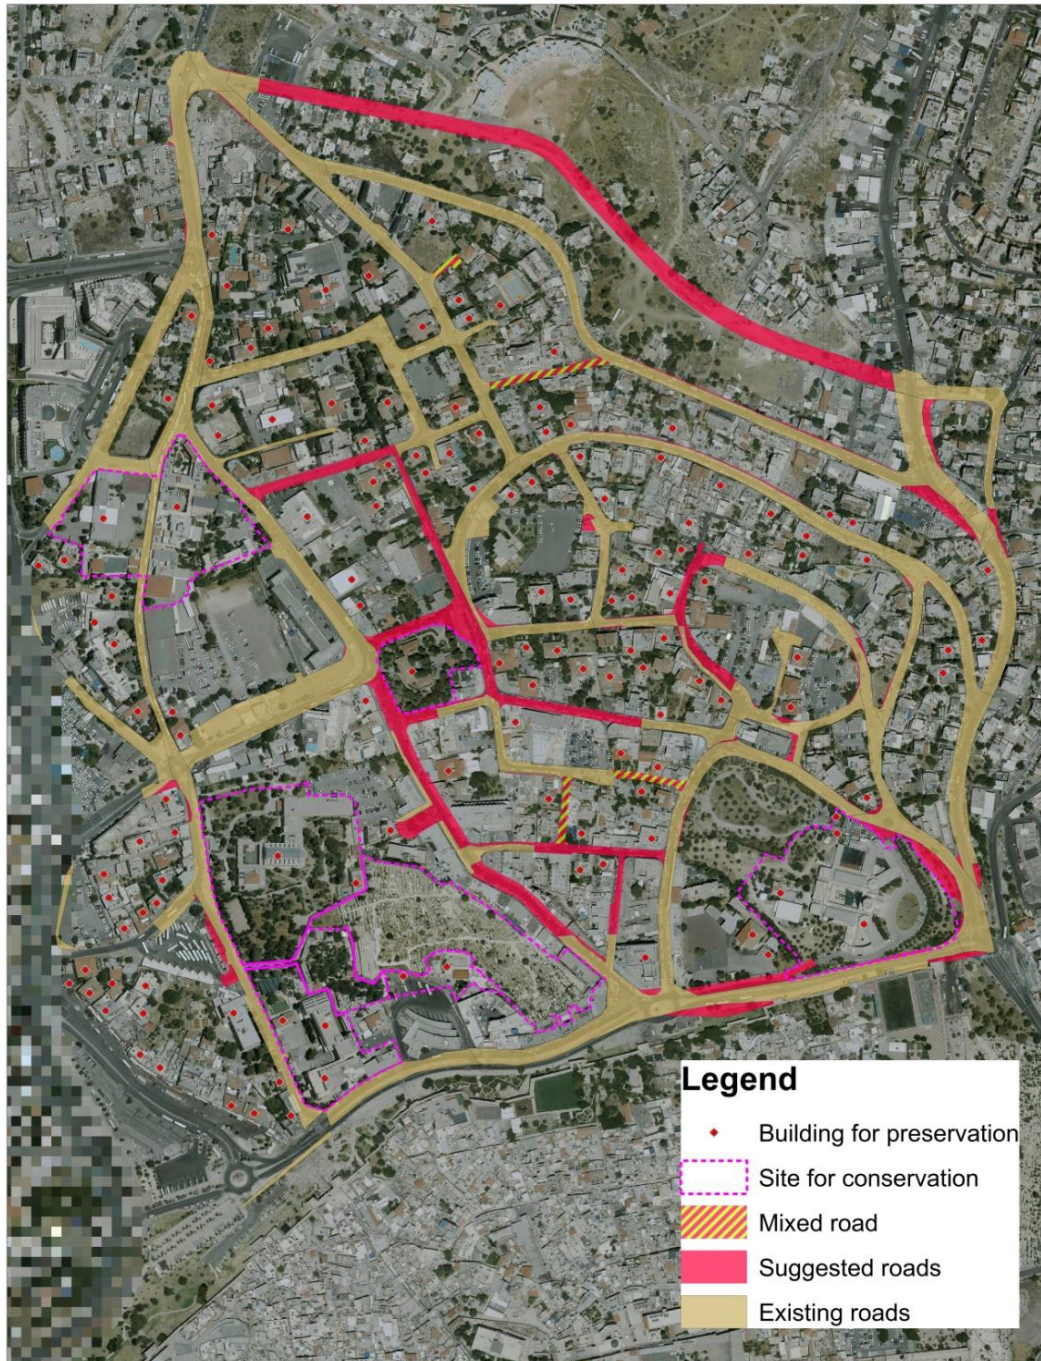 Legend
Building for preservation
Site for conservation
Mixed road
Suggested roads
Existing roads